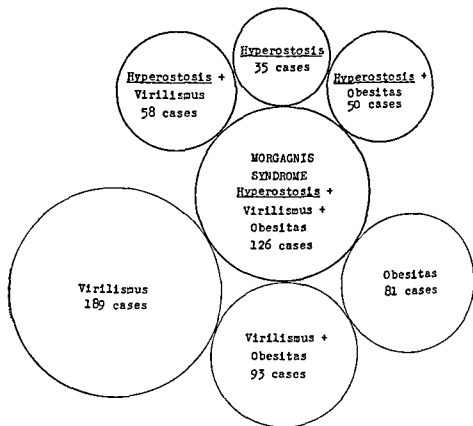 Hyperostosis
35 cases
Hyperostosis +
Virilismus
58 cases
Hyperostosis +
Obesitas
50 cases
MORGAGNIS
SYNDROME
Hyperostosis +
Virilismus +
Obesitas
126 cases
Virilismus
189 cases
Obesitas
81 cases
Virilismus +
Obesitas
93 cases